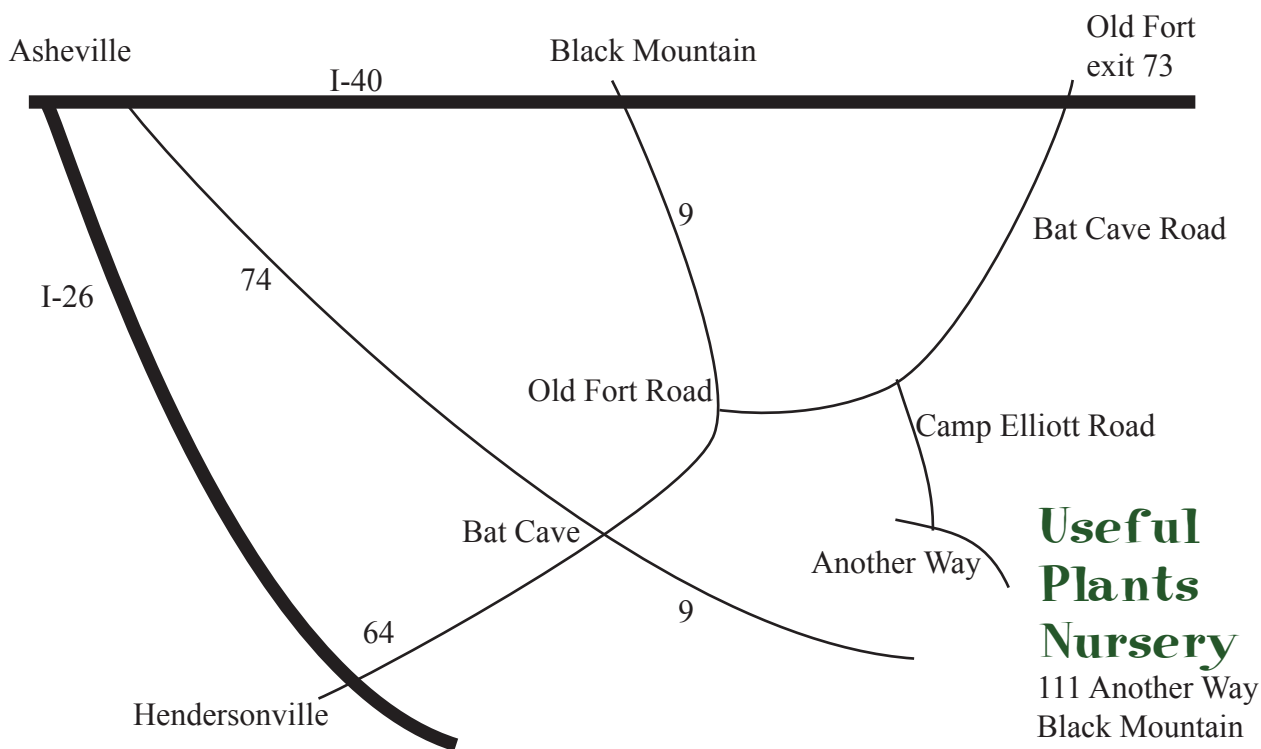 Old Fort
exit 73
Asheville
Black Mountain
I-40
9
Bat Cave Road
74
I-26
Old Fort Road
Camp Elliott Road
Bat Cave
Another Way
9
64
Hendersonville
Useful
Plants
Nursery
111 Another Way
Black Mountain